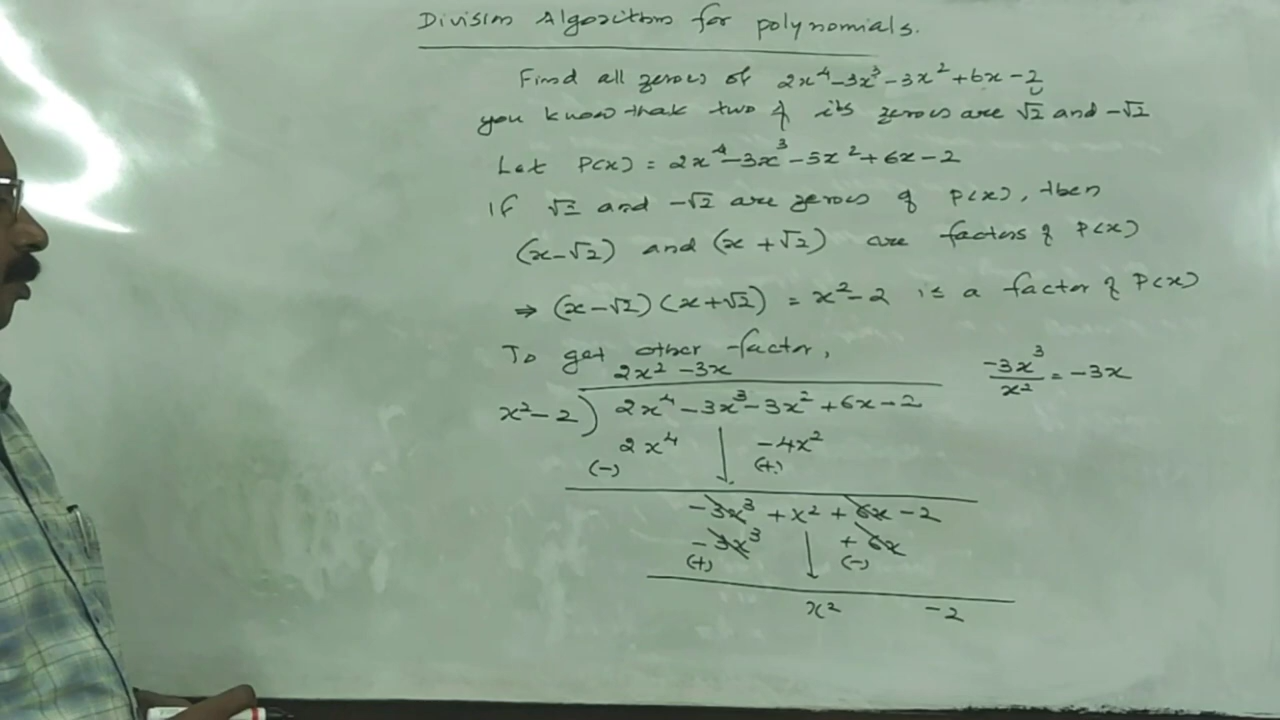 Division Algorithm for polynomials.
Find all zeroes of 2x⁴-3x³-3x²+6x-2
you know that two of its zeroes are √2 and -√2
Let P(x) = 2x⁴-3x³-5x²+6x-2
If √2 and -√2 are zeroes of P(x), then
(x-√2) and (x+√2) are factors of P(x)
⇒ (x-√2)(x+√2) = x²-2 is a factor of P(x)
To get other factor,
2x²-3x
x²-2) 2x⁴-3x³-3x²+6x-2
2x⁴ ↓ -4x²
(-) (+)
-3x³+x²+6x-2
-3x³ ↓ +6x
(+) (-)
x² -2
-3x³/x² = -3x